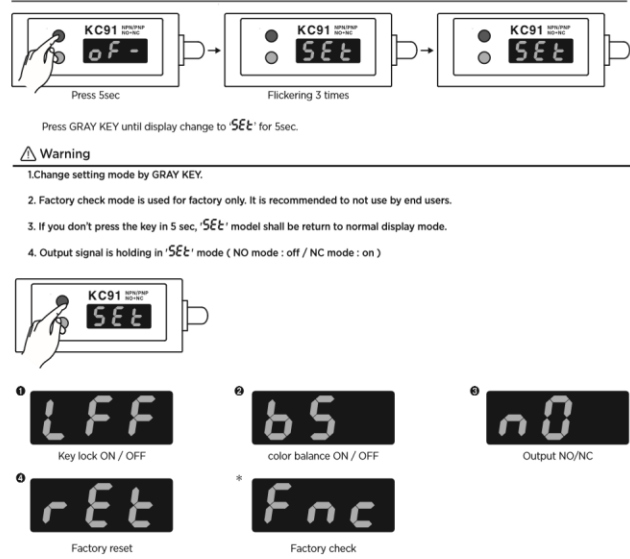 KC91 NPN/PNP NO•NC
oF-
KC91 NPN/PNP NO•NC
SEt
KC91 NPN/PNP NO•NC
SEt
Press 5sec
Flickering 3 times
Press GRAY KEY until display change to 'SEt' for 5sec.
Warning
1.Change setting mode by GRAY KEY.
2. Factory check mode is used for factory only. It is recommended to not use by end users.
3. If you don't press the key in 5 sec, 'SEt' model shall be return to normal display mode.
4. Output signal is holding in 'SEt' mode ( NO mode : off / NC mode : on )
KC91 NPN/PNP NO•NC
SEt
❶ LFF
❷ bS
❸ nO
Key lock ON / OFF
color balance ON / OFF
Output NO/NC
❹ rEt
* Fnc
Factory reset
Factory check